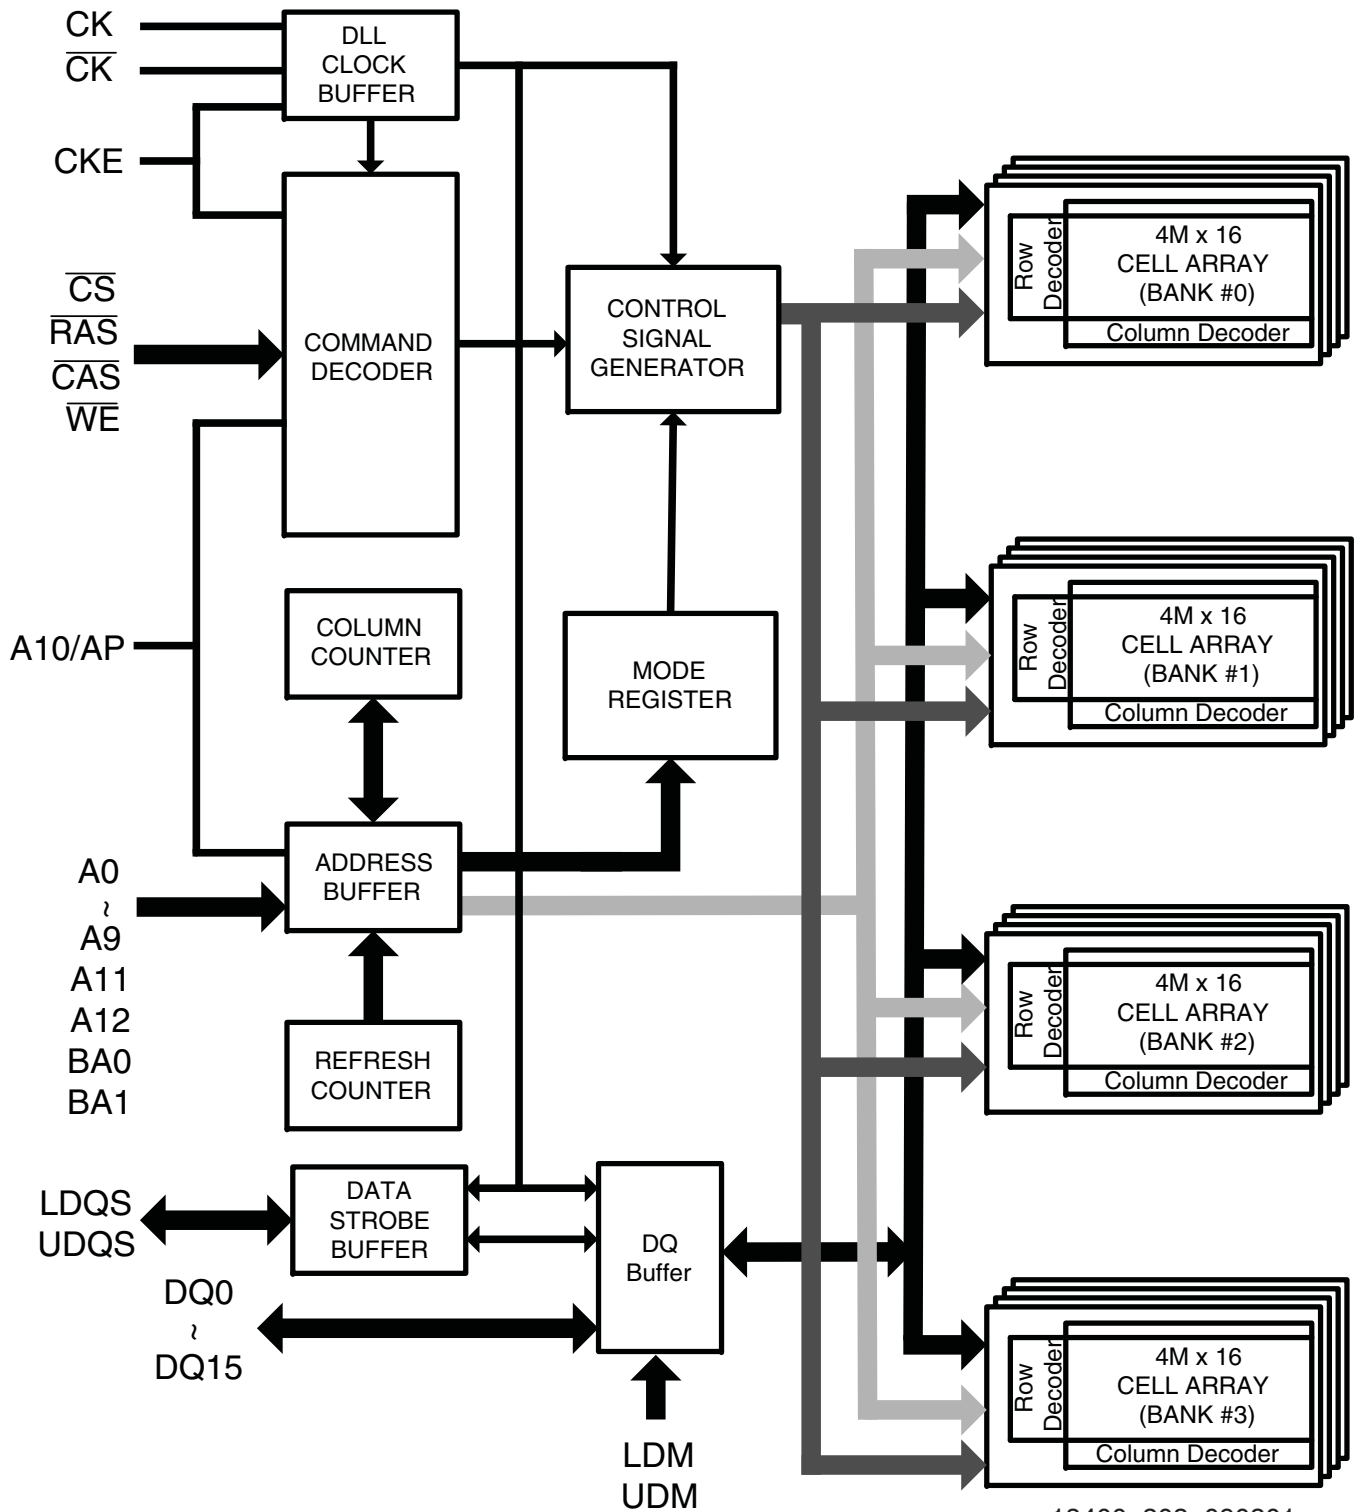 CK
CK
CKE
CS
RAS
CAS
WE
A10/AP
A0
~
A9
A11
A12
BA0
BA1
LDQS
UDQS
DQ0
~
DQ15
LDM
UDM
DLL
CLOCK
BUFFER
COMMAND
DECODER
CONTROL
SIGNAL
GENERATOR
COLUMN
COUNTER
MODE
REGISTER
ADDRESS
BUFFER
REFRESH
COUNTER
DATA
STROBE
BUFFER
DQ
Buffer
Row
Decoder
4M x 16
CELL ARRAY
(BANK #0)
Column Decoder
Row
Decoder
4M x 16
CELL ARRAY
(BANK #1)
Column Decoder
Row
Decoder
4M x 16
CELL ARRAY
(BANK #2)
Column Decoder
Row
Decoder
4M x 16
CELL ARRAY
(BANK #3)
Column Decoder